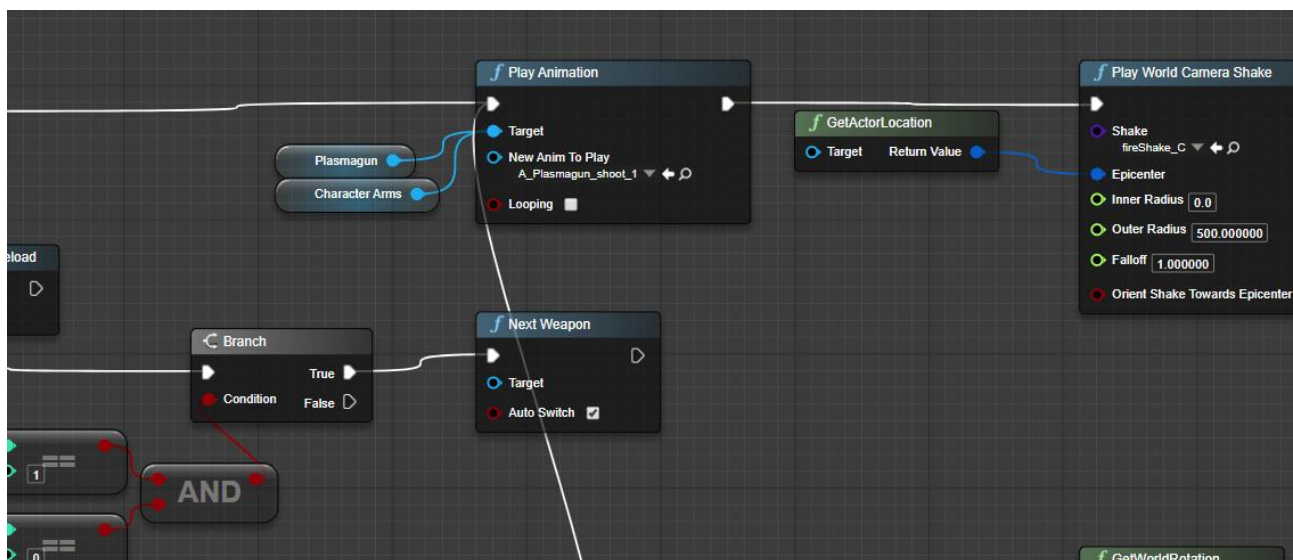 Play Animation
Target
New Anim To Play
A_Plasmagun_shoot_1
Looping
Plasmagun
Character Arms
GetActorLocation
Target Return Value
Play World Camera Shake
Shake
fireShake_C
Epicenter
Inner Radius 0.0
Outer Radius 500.000000
Falloff 1.000000
Orient Shake Towards Epicenter
eload
Branch
True
Condition False
Next Weapon
Target
Auto Switch
== 1
AND
== 0
GetWorldRotation